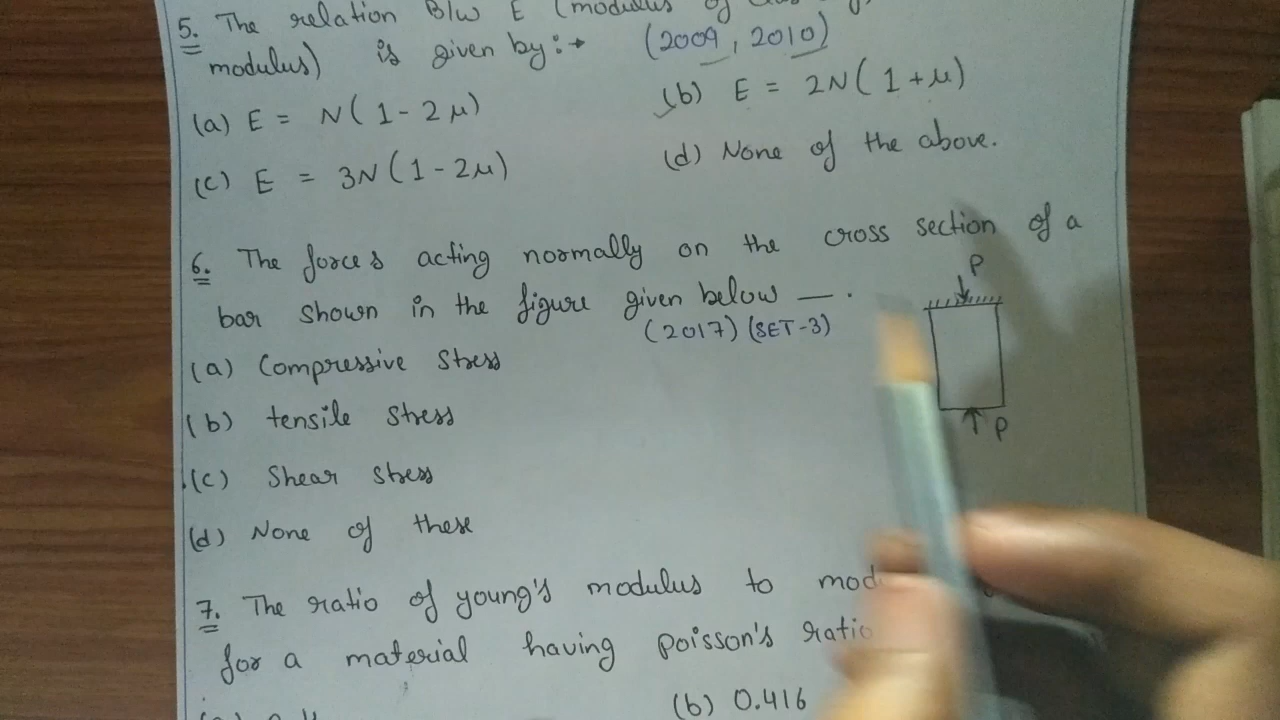 5. The relation B/w E (modulus of
modulus) is given by:→ (2009, 2010)
(a) E = N(1-2μ)
(b) E = 2N(1+μ)
(c) E = 3N(1-2μ)
(d) None of the above.
6. The forces acting normally on the cross section of a
bar shown in the figure given below — .
(2017) (SET-3)
P
P
(a) Compressive stress
(b) tensile stress
(c) Shear stress
(d) None of these
7. The ratio of young's modulus to
for a material having poisson's ratio
(b) 0.416